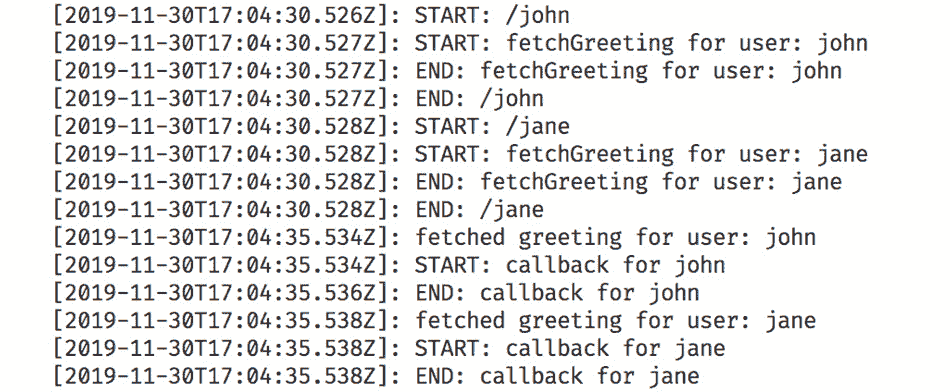 [2019-11-30T17:04:30.526Z]: START: /john
[2019-11-30T17:04:30.527Z]: START: fetchGreeting for user: john
[2019-11-30T17:04:30.527Z]: END: fetchGreeting for user: john
[2019-11-30T17:04:30.527Z]: END: /john
[2019-11-30T17:04:30.528Z]: START: /jane
[2019-11-30T17:04:30.528Z]: START: fetchGreeting for user: jane
[2019-11-30T17:04:30.528Z]: END: fetchGreeting for user: jane
[2019-11-30T17:04:30.528Z]: END: /jane
[2019-11-30T17:04:35.534Z]: fetched greeting for user: john
[2019-11-30T17:04:35.534Z]: START: callback for john
[2019-11-30T17:04:35.536Z]: END: callback for john
[2019-11-30T17:04:35.538Z]: fetched greeting for user: jane
[2019-11-30T17:04:35.538Z]: START: callback for jane
[2019-11-30T17:04:35.538Z]: END: callback for jane